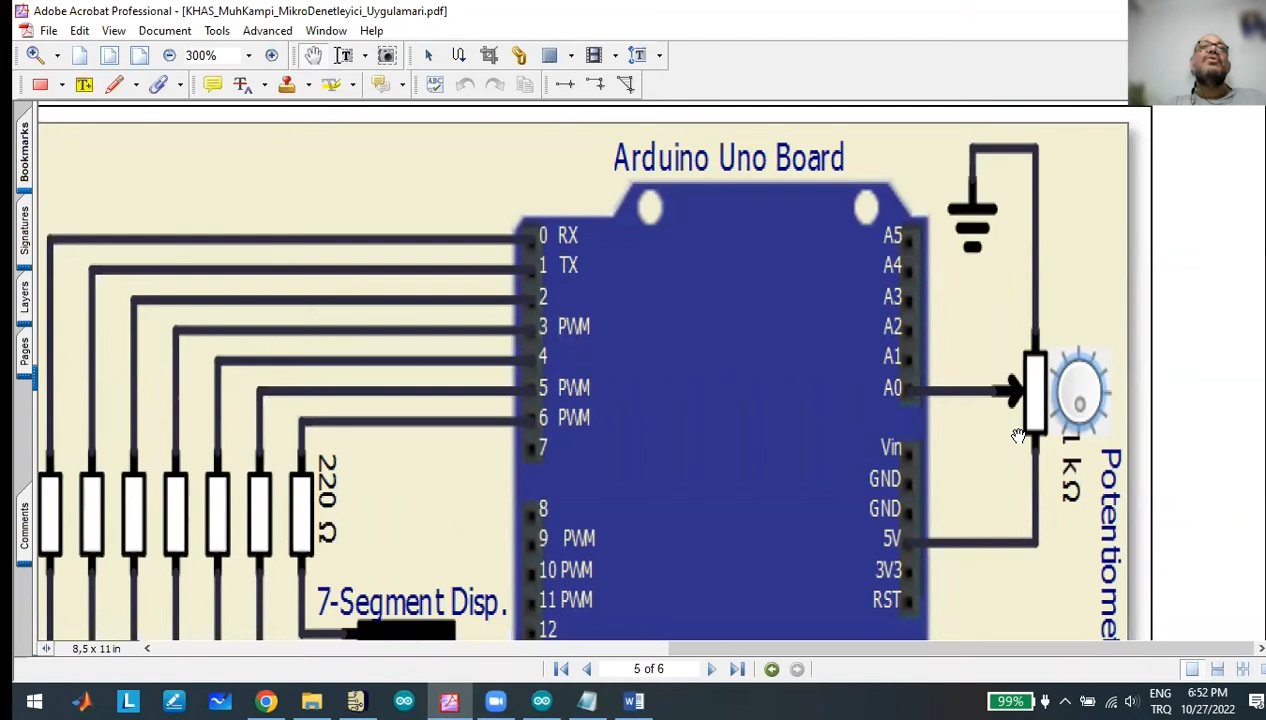 Adobe Acrobat Professional - [KHAS_MuhKampi_MikroDenetleyici_Uygulamari.pdf]
File Edit View Document Tools Advanced Window Help
300%
Bookmarks
Signatures
Layers
Pages
Comments
Arduino Uno Board
0 RX
1 TX
2
3 PWM
4
5 PWM
6 PWM
7
8
9 PWM
10 PWM
11 PWM
12
A5
A4
A3
A2
A1
A0
Vin
GND
GND
5V
3V3
RST
220 Ω
7-Segment Disp.
1 kΩ
Potentiomet
8,5 x 11 in
5 of 6
99%
ENG
TRQ
6:52 PM
10/27/2022